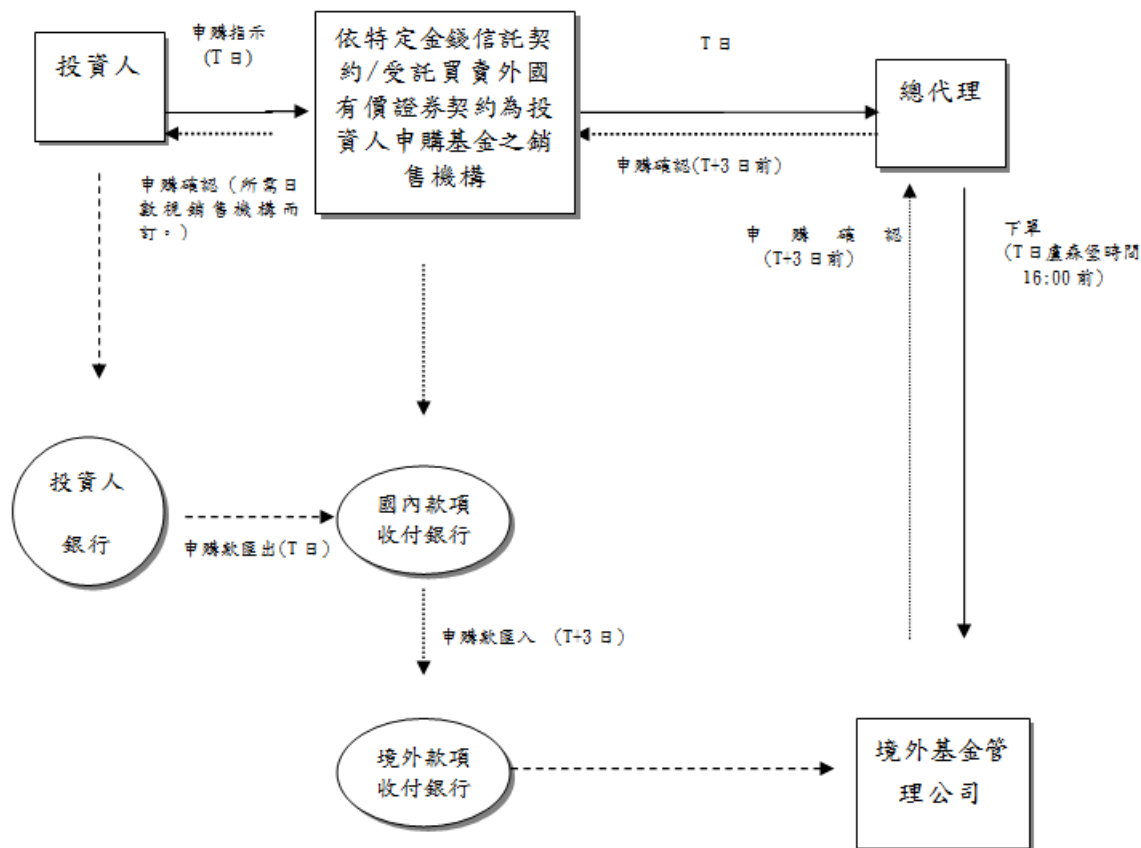 投資人
申購指示
(T 日)
依特定金錢信託契
約/受託買賣外國
有價證券契約為投
資人申購基金之銷
售機構
T 日
總代理
申購確認(T+3 日前)
申購確認（所需日
數視銷售機構而
訂。）
申購確認
(T+3 日前)
下單
(T 日盧森堡時間
16:00 前)
投資人
銀行
申購款匯出(T 日)
國內款項
收付銀行
申購款匯入 (T+3 日)
境外款項
收付銀行
境外基金管
理公司